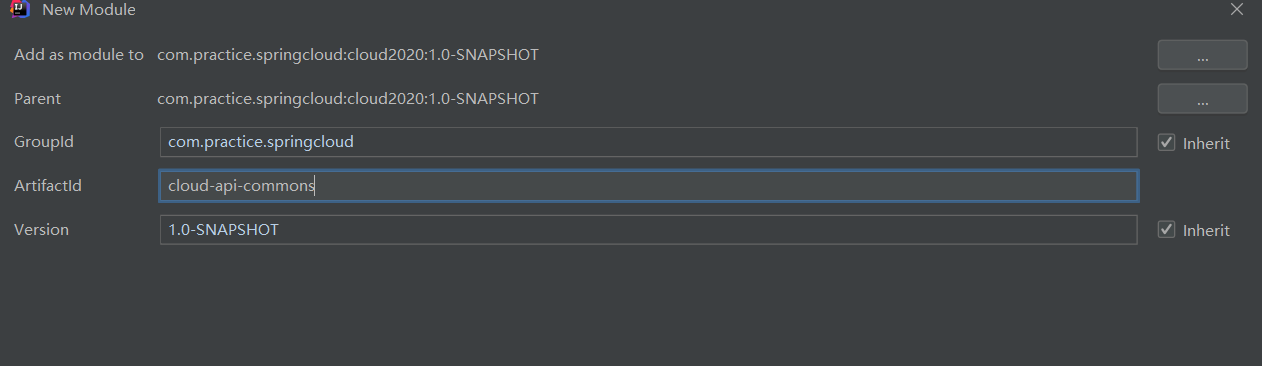 New Module
Add as module to com.practice.springcloud:cloud2020:1.0-SNAPSHOT ...
Parent com.practice.springcloud:cloud2020:1.0-SNAPSHOT ...
GroupId com.practice.springcloud Inherit
ArtifactId cloud-api-commons
Version 1.0-SNAPSHOT Inherit